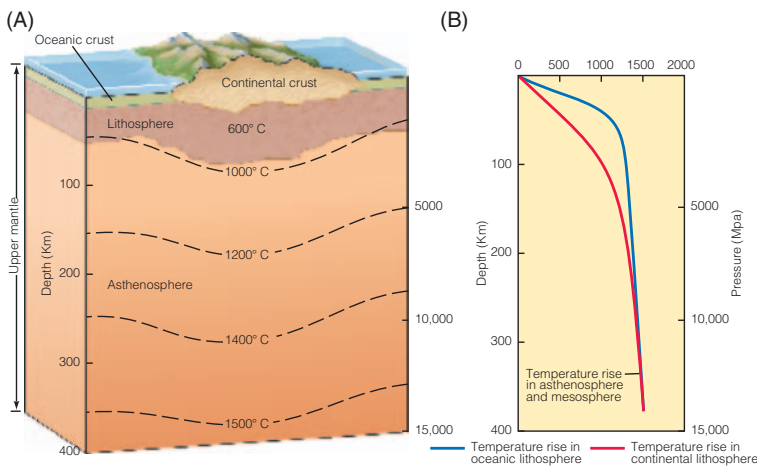 (A)
Oceanic crust
Continental crust
Lithosphere
600° C
1000° C
100
5000
1200° C
200
Asthenosphere
10,000
1400° C
300
1500° C
400
15,000
Upper mantle
Depth (Km)
(B)
0
500
1000
1500
2000
100
5000
200
10,000
300
Temperature rise
in asthenosphere
and mesosphere
400
15,000
Depth (Km)
Pressure (Mpa)
Temperature rise in
oceanic lithosphere
Temperature rise in
continental lithosphere